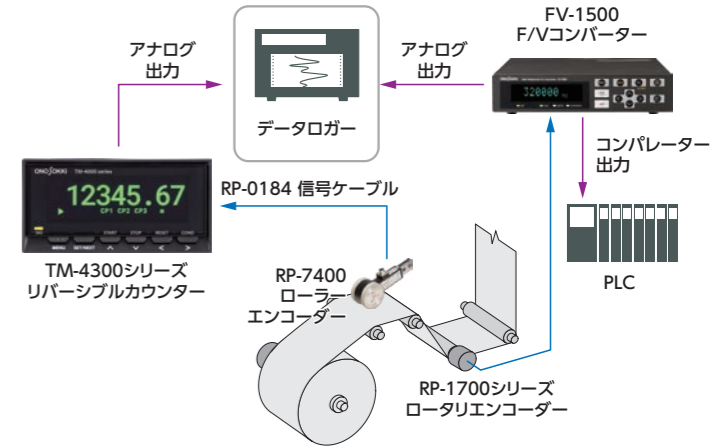 FV-1500
F/Vコンバーター
アナログ
出力
アナログ
出力
320000
データロガー
コンパレーター
出力
ONO SOKKI TM-4000 series
12345.67
CP1 CP2 CP3
START STOP RESET COND
MENU SET/NEXT
RP-0184 信号ケーブル
TM-4300シリーズ
リバーシブルカウンター
RP-7400
ローラー
エンコーダー
PLC
RP-1700シリーズ
ロータリエンコーダー